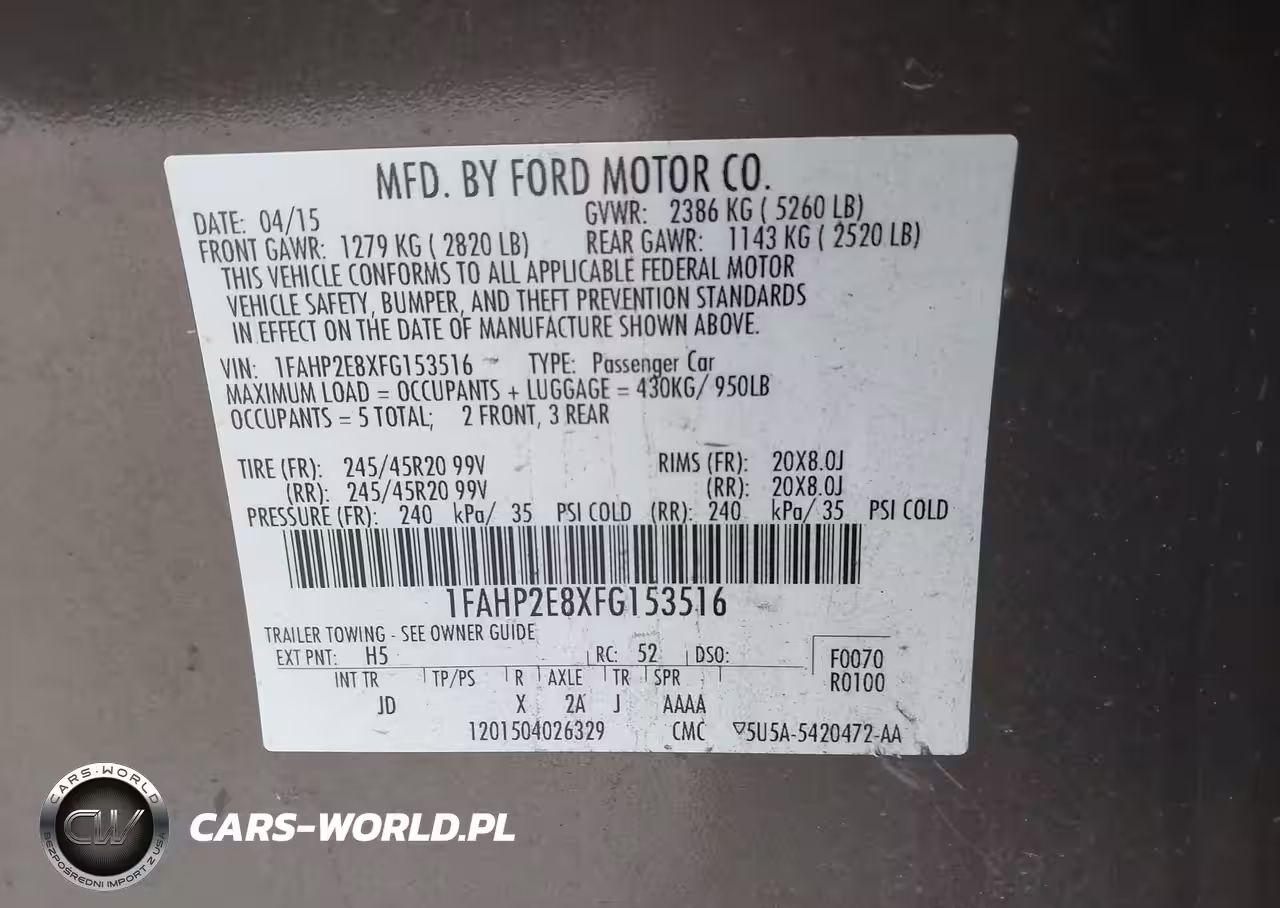 MFD. BY FORD MOTOR CO.
DATE: 04/15 GVWR: 2386 KG ( 5260 LB)
FRONT GAWR: 1279 KG ( 2820 LB) REAR GAWR: 1143 KG ( 2520 LB)
THIS VEHICLE CONFORMS TO ALL APPLICABLE FEDERAL MOTOR
VEHICLE SAFETY, BUMPER, AND THEFT PREVENTION STANDARDS
IN EFFECT ON THE DATE OF MANUFACTURE SHOWN ABOVE.
VIN: 1FAHP2E8XFG153516 TYPE: Passenger Car
MAXIMUM LOAD = OCCUPANTS + LUGGAGE = 430KG/ 950LB
OCCUPANTS = 5 TOTAL; 2 FRONT, 3 REAR
TIRE (FR): 245/45R20 99V RIMS (FR): 20X8.0J
(RR): 245/45R20 99V (RR): 20X8.0J
PRESSURE (FR): 240 kPa/ 35 PSI COLD (RR): 240 kPa/ 35 PSI COLD
1FAHP2E8XFG153516
TRAILER TOWING - SEE OWNER GUIDE
EXT PNT: H5 RC: 52 DSO: F0070
INT TR TP/PS R AXLE TR SPR R0100
JD X 2A J AAAA
1201504026329 CMC ▽5U5A-5420472-AA
CARS-WORLD
CW
BEZPOŚREDNI IMPORT Z USA
CARS-WORLD.PL